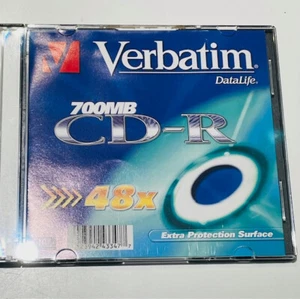 Verbatim®
DataLife®
700MB
CD-R
48x
Extra Protection Surface